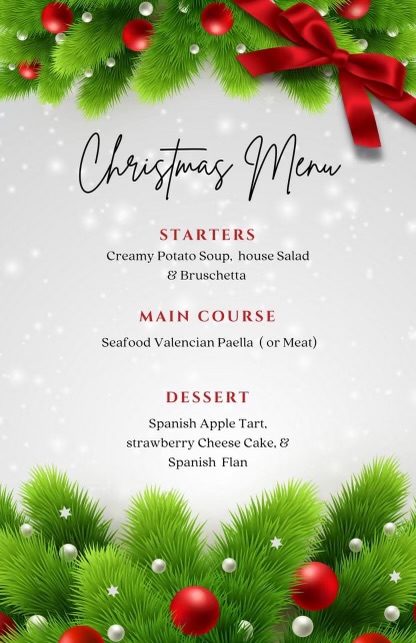 Christmas Menu
STARTERS
Creamy Potato Soup, house Salad
& Bruschetta
MAIN COURSE
Seafood Valencian Paella ( or Meat)
DESSERT
Spanish Apple Tart,
strawberry Cheese Cake, &
Spanish Flan